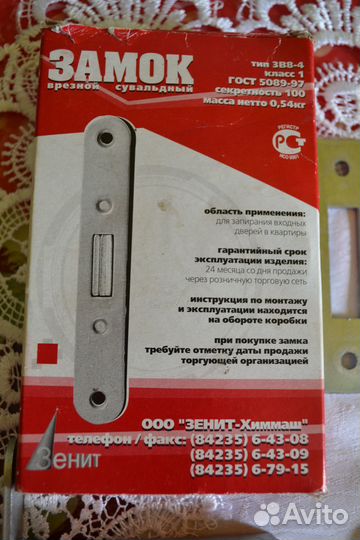 ЗАМОК
врезной сувальдный
тип ЗВ8-4
класс 1
ГОСТ 5089-97
секретность 100
масса нетто 0,54кг
РЕГИСТР
РСТ
ИСО 9001
область применения:
для запирания входных
дверей в квартиры
гарантийный срок
эксплуатации изделия:
24 месяца со дня продажи
через розничную торговую сеть
инструкция по монтажу
и эксплуатации находится
на обороте коробки
при покупке замка
требуйте отметку даты продажи
торгующей организацией
ООО "ЗЕНИТ-Химмаш"
телефон / факс: (84235) 6-43-08
(84235) 6-43-09
(84235) 6-79-15
Зенит
Avito